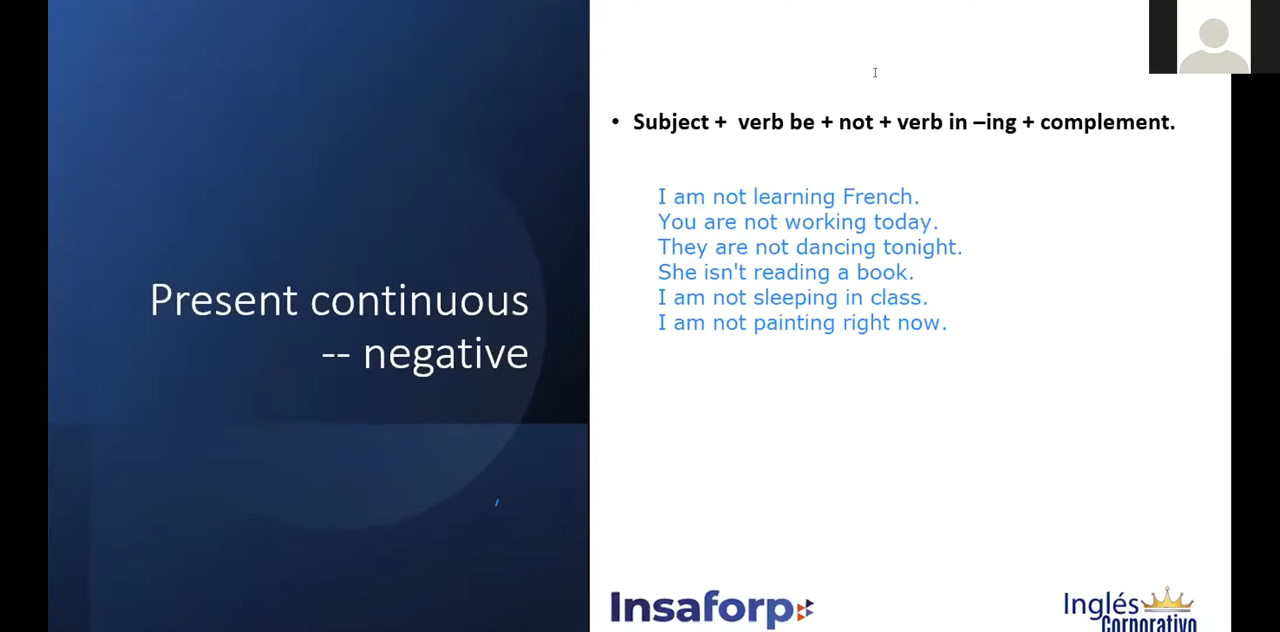 Present continuous
-- negative
• Subject + verb be + not + verb in –ing + complement.
I am not learning French.
You are not working today.
They are not dancing tonight.
She isn't reading a book.
I am not sleeping in class.
I am not painting right now.
Insaforp
Inglés
Corporativo